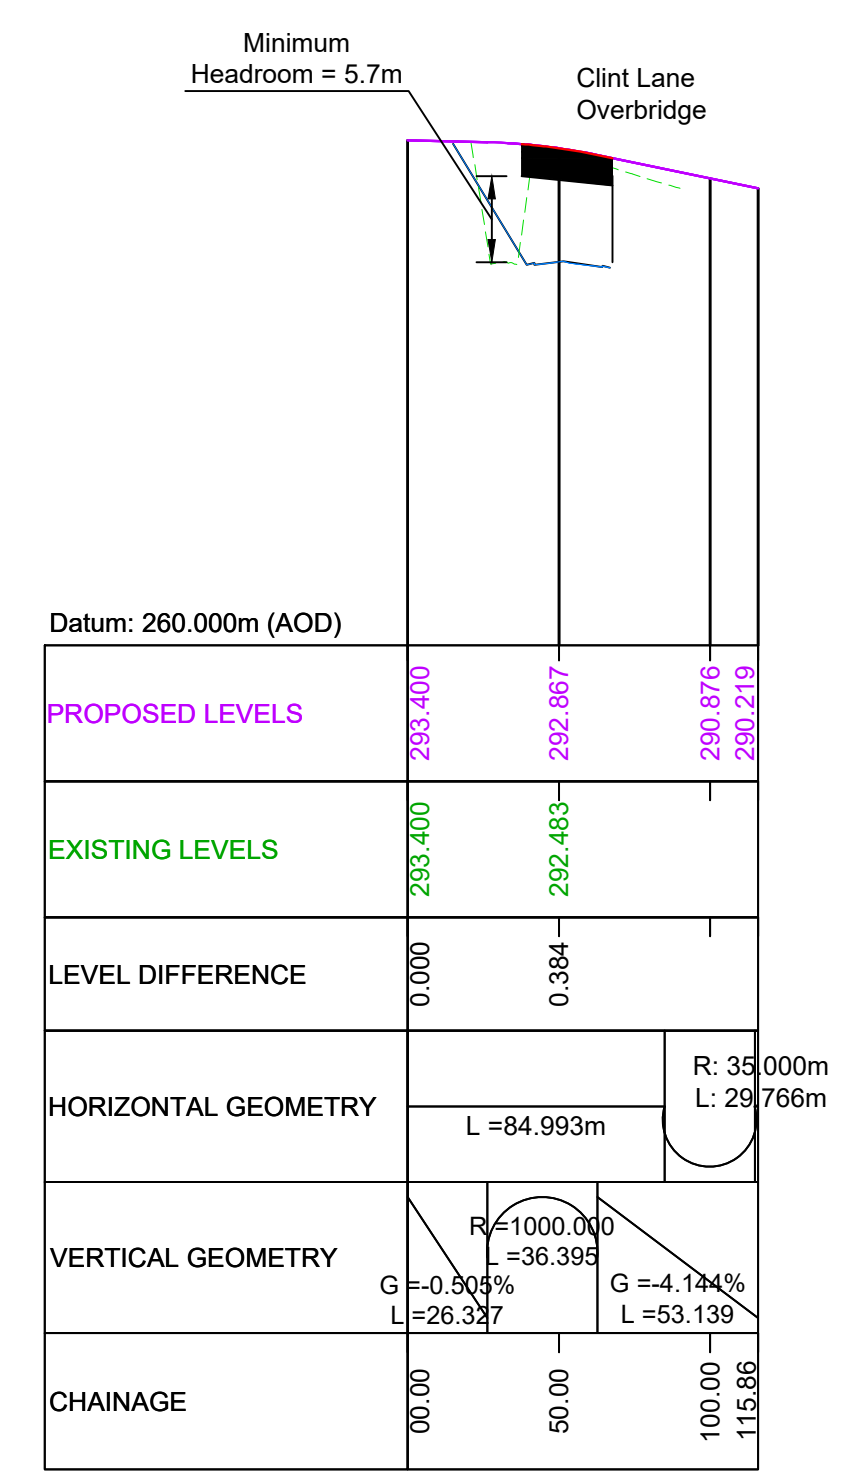 Minimum
Headroom = 5.7m
Clint Lane
Overbridge
Datum: 260.000m (AOD)
PROPOSED LEVELS
293.400
292.867
290.876
290.219
EXISTING LEVELS
293.400
292.483
LEVEL DIFFERENCE
0.000
0.384
HORIZONTAL GEOMETRY
L =84.993m
R: 35.000m
L: 29.766m
VERTICAL GEOMETRY
G =-0.505%
L =26.327
R =1000.000
L =36.395
G =-4.144%
L =53.139
CHAINAGE
00.00
50.00
100.00
115.86